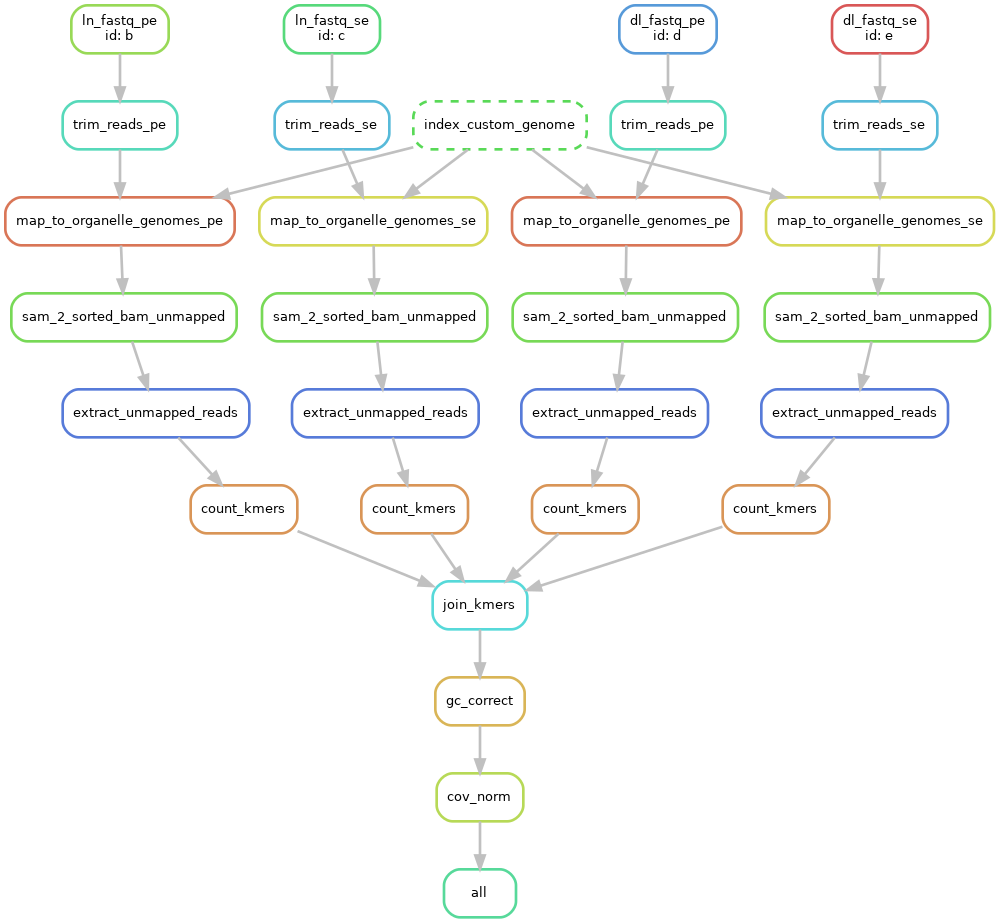 ln_fastq_pe
id: b
ln_fastq_se
id: c
dl_fastq_pe
id: d
dl_fastq_se
id: e
trim_reads_pe
trim_reads_se
index_custom_genome
trim_reads_pe
trim_reads_se
map_to_organelle_genomes_pe
map_to_organelle_genomes_se
map_to_organelle_genomes_pe
map_to_organelle_genomes_se
sam_2_sorted_bam_unmapped
sam_2_sorted_bam_unmapped
sam_2_sorted_bam_unmapped
sam_2_sorted_bam_unmapped
extract_unmapped_reads
extract_unmapped_reads
extract_unmapped_reads
extract_unmapped_reads
count_kmers
count_kmers
count_kmers
count_kmers
join_kmers
gc_correct
cov_norm
all